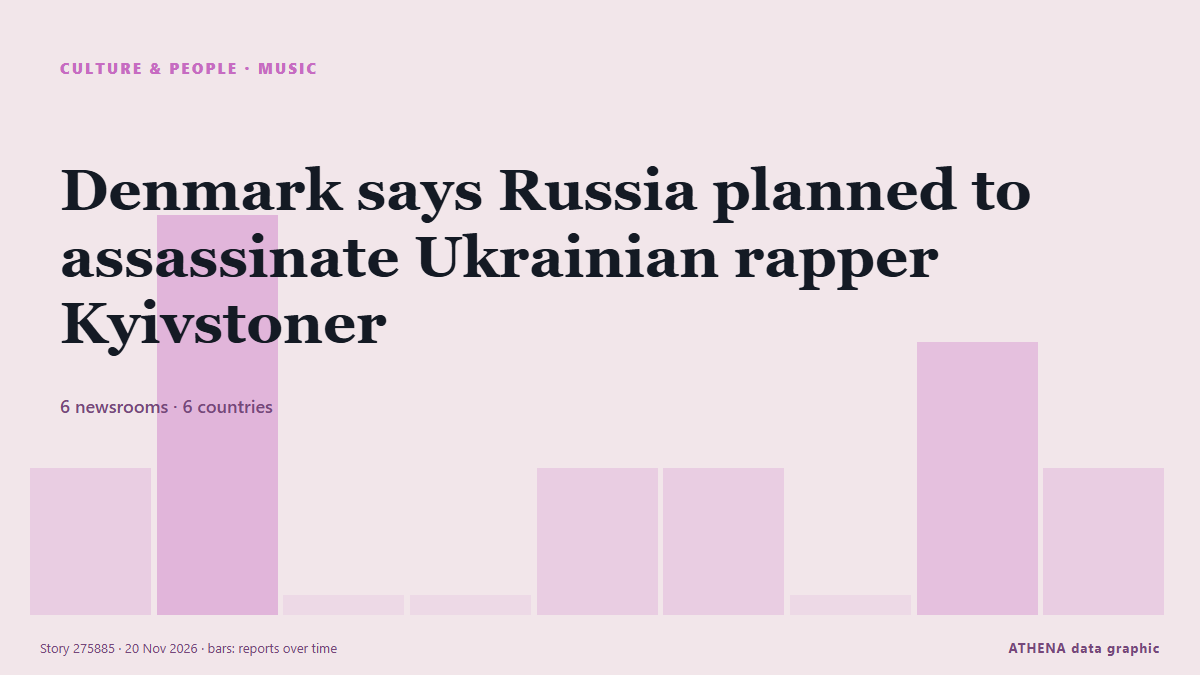 CULTURE & PEOPLE · MUSIC
Denmark says Russia planned to
assassinate Ukrainian rapper
Kyivstoner
6 newsrooms · 6 countries
Story 275885 · 20 Nov 2026 · bars: reports over time
ATHENA data graphic